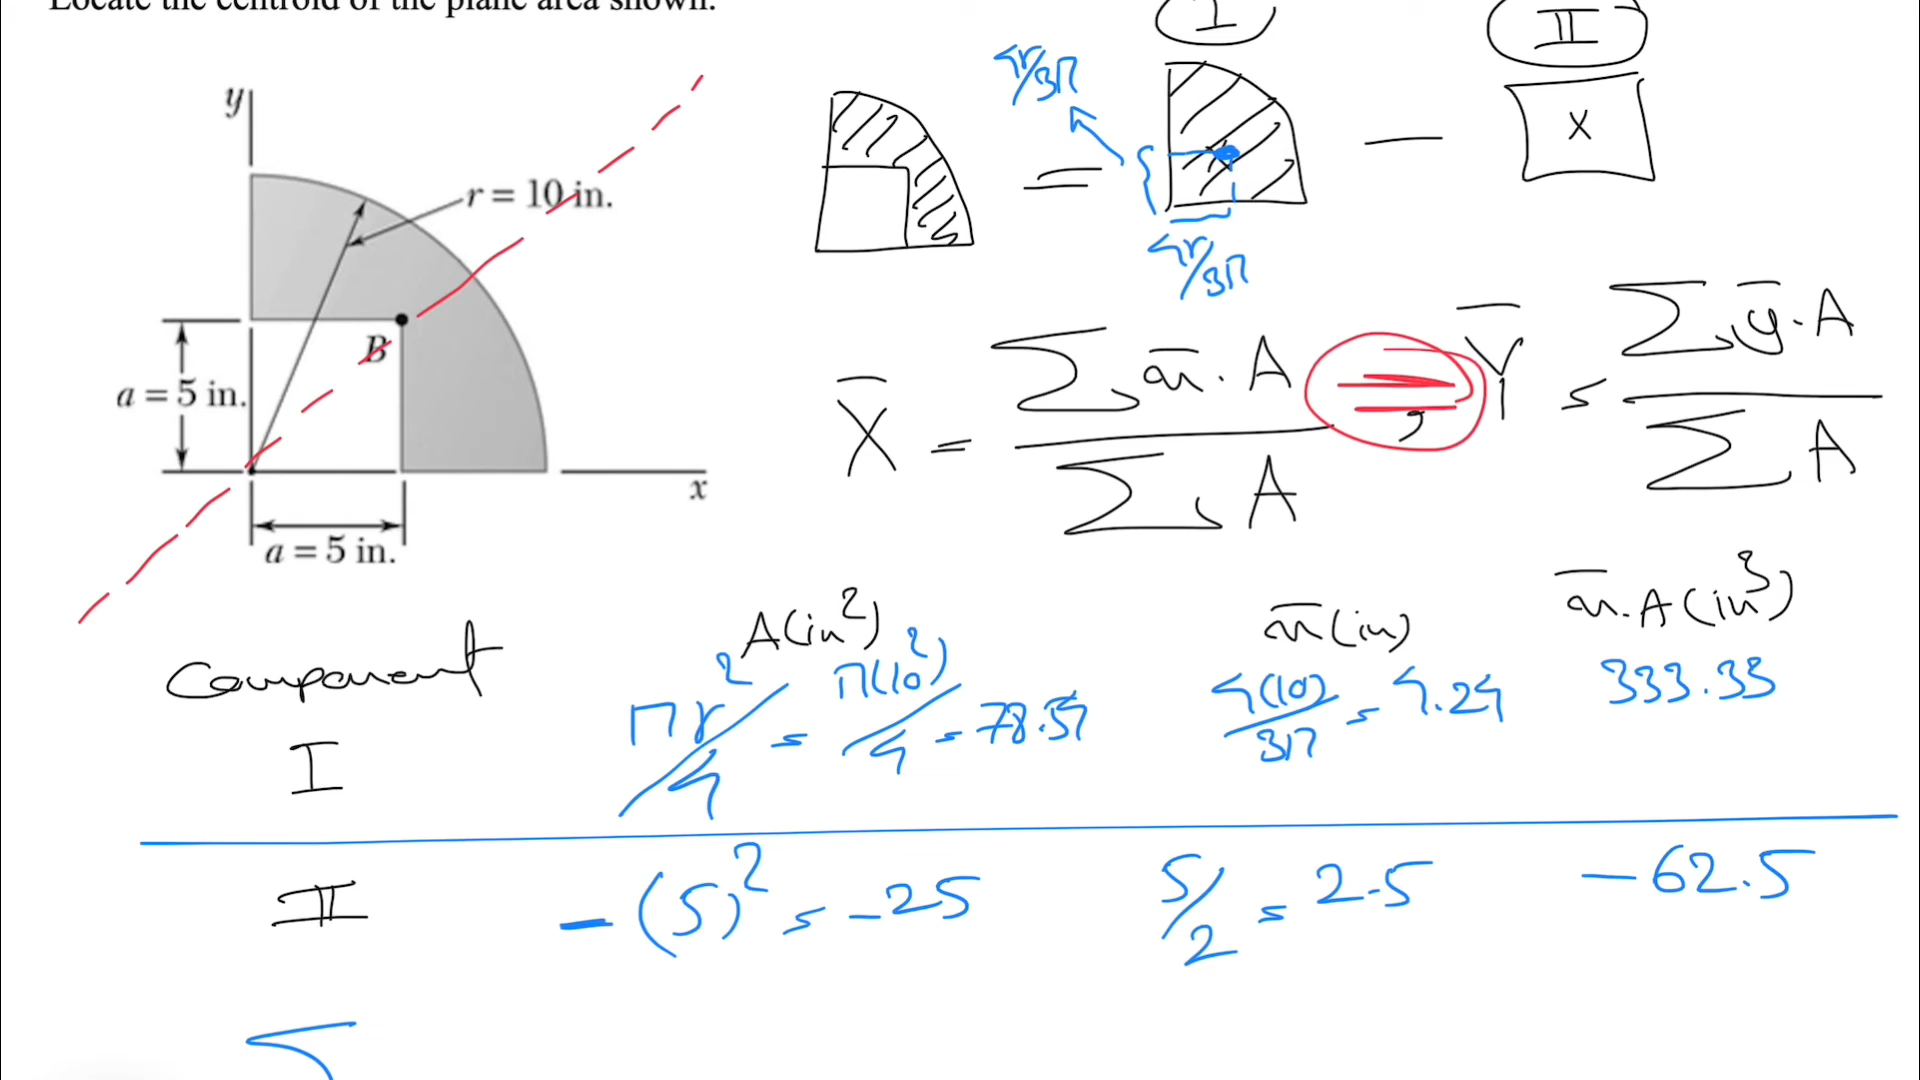 Locate the centroid of the plane area shown.
I
II
4r/3π
y
r = 10 in.
X
4r/3π
B
a = 5 in.
x
a = 5 in.
X̄ = Σ x̄. A / Σ A , Ȳ = Σ ȳ. A / Σ A
Component A(in²) x̄(in) x̄.A(in³)
I πr²/4 = π(10²)/4 = 78.54 4(10)/3π = 4.24 333.33
II -(5)² = -25 5/2 = 2.5 -62.5